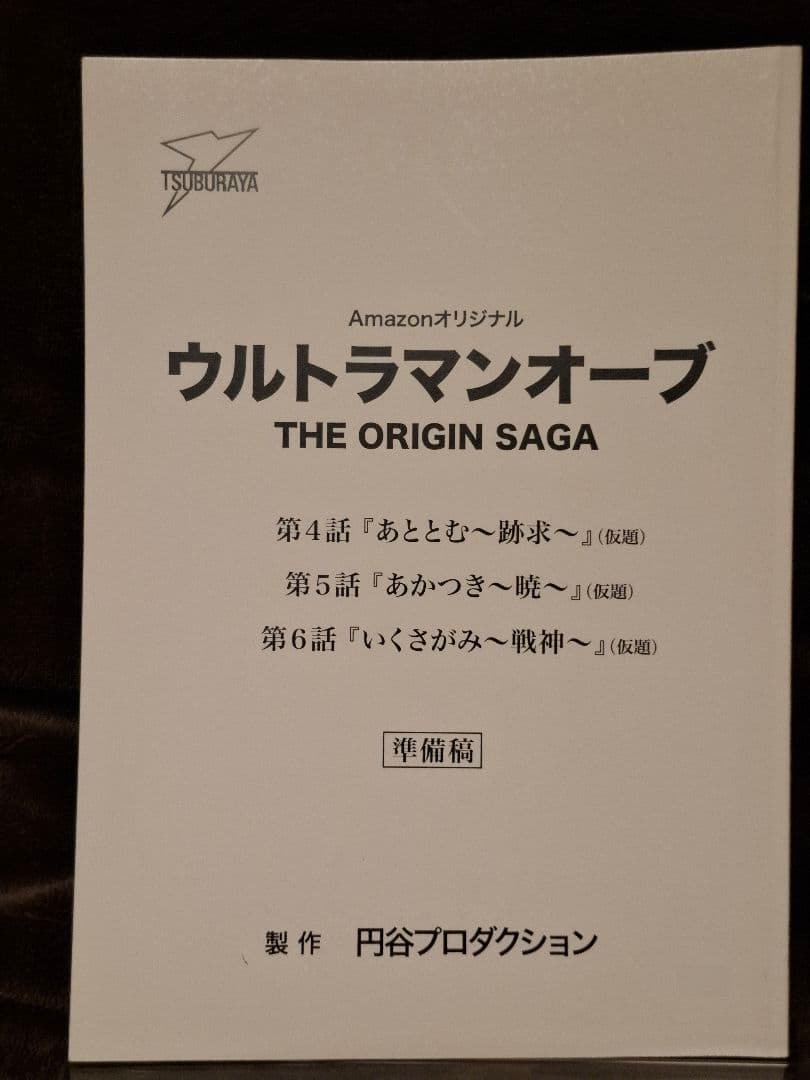 TSUBURAYA
Amazonオリジナル
ウルトラマンオーブ
THE ORIGIN SAGA
第4話『あととむ～跡求～』(仮題)
第5話『あかつき～暁～』(仮題)
第6話『いくさがみ～戦神～』(仮題)
準備稿
製作 円谷プロダクション